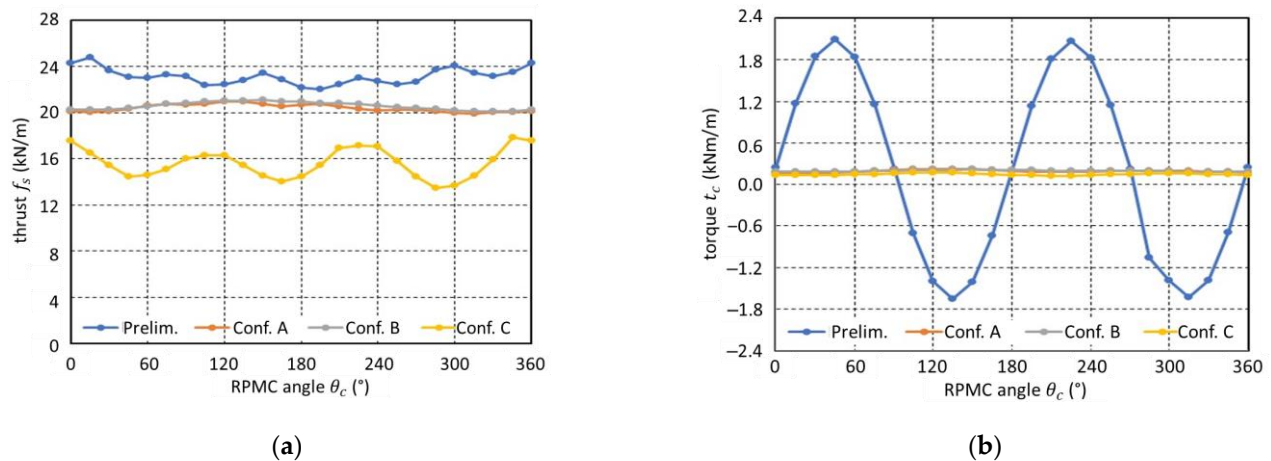 28
24
20
16
12
8
4
0
thrust fₛ (kN/m)
Prelim. Conf. A Conf. B Conf. C
0 60 120 180 240 300 360
RPMC angle θ_c (°)
(a)
2.4
1.8
1.2
0.6
0.0
−0.6
−1.2
−1.8
−2.4
torque t_c (kNm/m)
Prelim. Conf. A Conf. B Conf. C
0 60 120 180 240 300 360
RPMC angle θ_c (°)
(b)